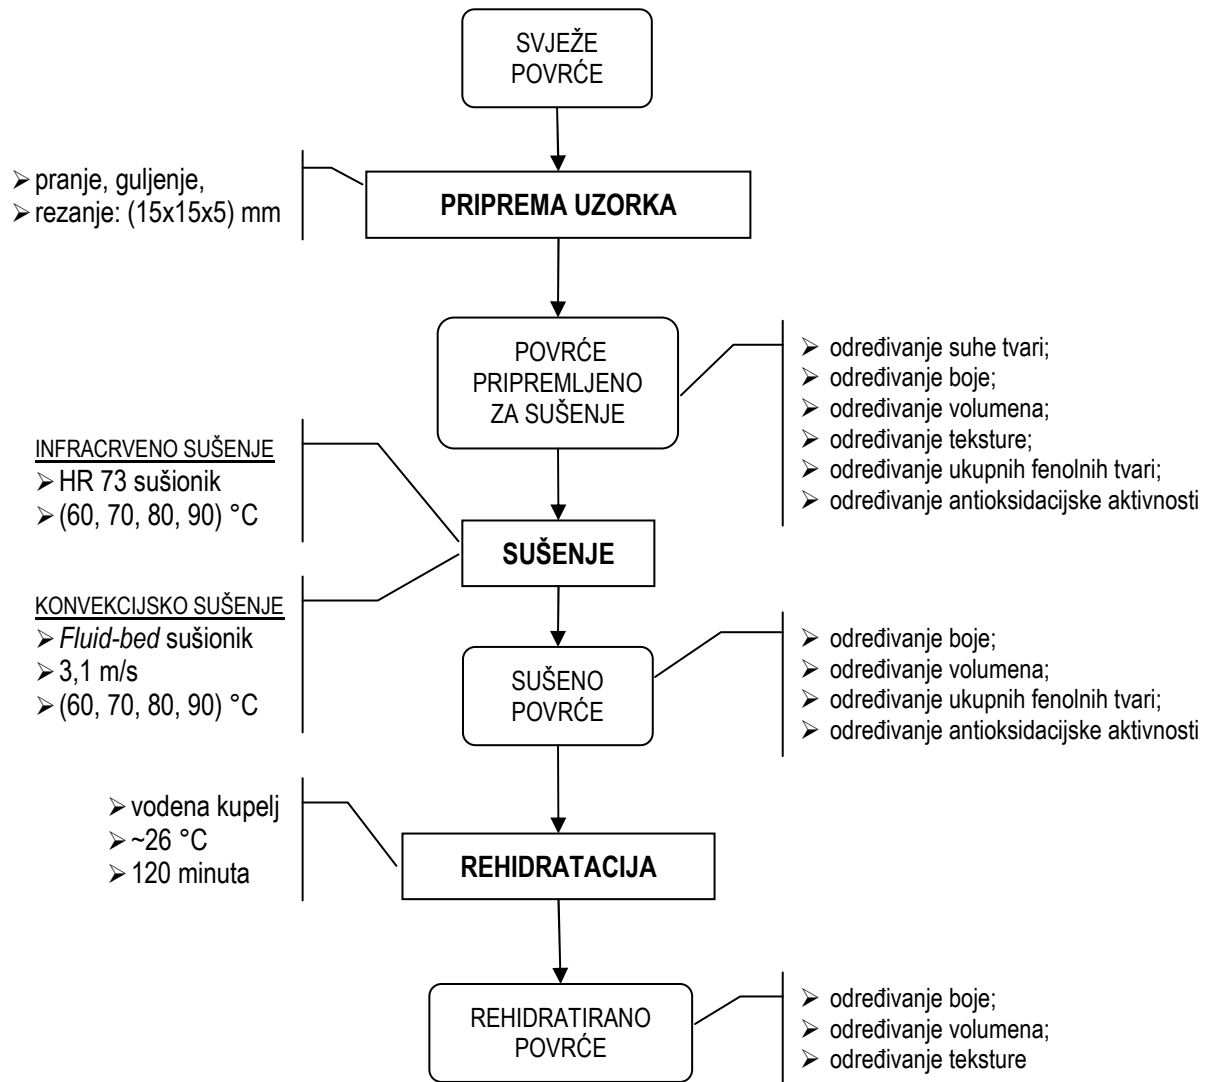 SVJEŽE
POVRĆE
➢ pranje, guljenje,
➢ rezanje: (15x15x5) mm
PRIPREMA UZORKA
POVRĆE
PRIPREMLJENO
ZA SUŠENJE
➢ određivanje suhe tvari;
➢ određivanje boje;
➢ određivanje volumena;
➢ određivanje teksture;
➢ određivanje ukupnih fenolnih tvari;
➢ određivanje antioksidacijske aktivnosti
INFRACRVENO SUŠENJE
➢ HR 73 sušionik
➢ (60, 70, 80, 90) °C
SUŠENJE
KONVEKCIJSKO SUŠENJE
➢ Fluid-bed sušionik
➢ 3,1 m/s
➢ (60, 70, 80, 90) °C
SUŠENO
POVRĆE
➢ određivanje boje;
➢ određivanje volumena;
➢ određivanje ukupnih fenolnih tvari;
➢ određivanje antioksidacijske aktivnosti
➢ vodena kupelj
➢ ~26 °C
➢ 120 minuta
REHIDRATACIJA
REHIDRATIRANO
POVRĆE
➢ određivanje boje;
➢ određivanje volumena;
➢ određivanje teksture